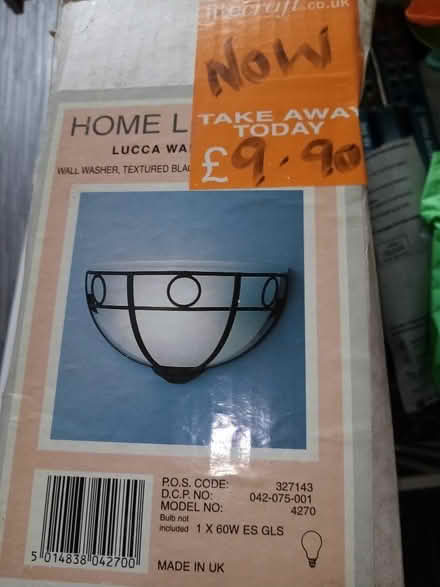 .co.uk
NOW
TAKE AWAY
TODAY
£9.90
HOME L
LUCCA WA
WALL WASHER, TEXTURED BLA
P.O.S. CODE: 327143
D.C.P. NO: 042-075-001
MODEL NO: 4270
Bulb not
included 1 X 60W ES GLS
5 014838 042700
MADE IN UK